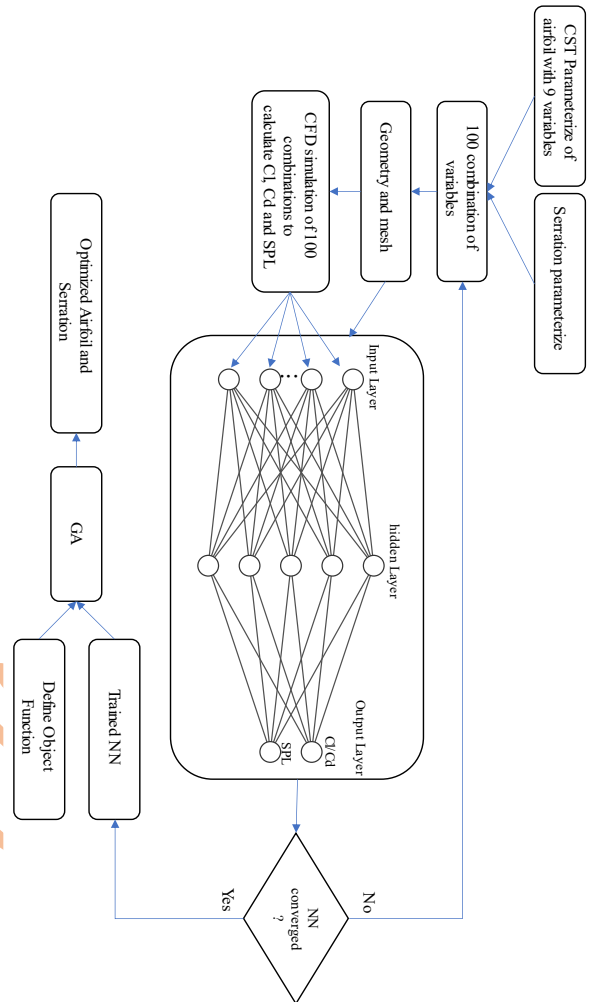 CST Parameterize of
airfoil with 9 variables
Serration parameterize
100 combination of
variables
Geometry and mesh
CFD simulation of 100
combinations to
calculate Cl, Cd and SPL
Input Layer
hidden Layer
Output Layer
Cl/Cd
SPL
NN
converged
?
No
Yes
Trained NN
Define Object
Function
GA
Optimized Airfoil and
Serration